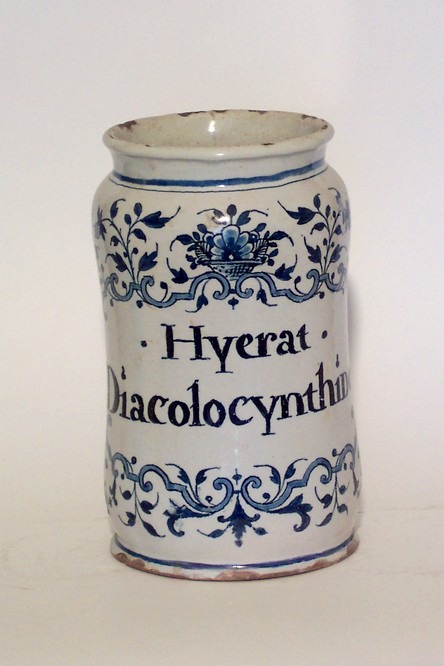 · Hyerat ·
Diacolocynthin